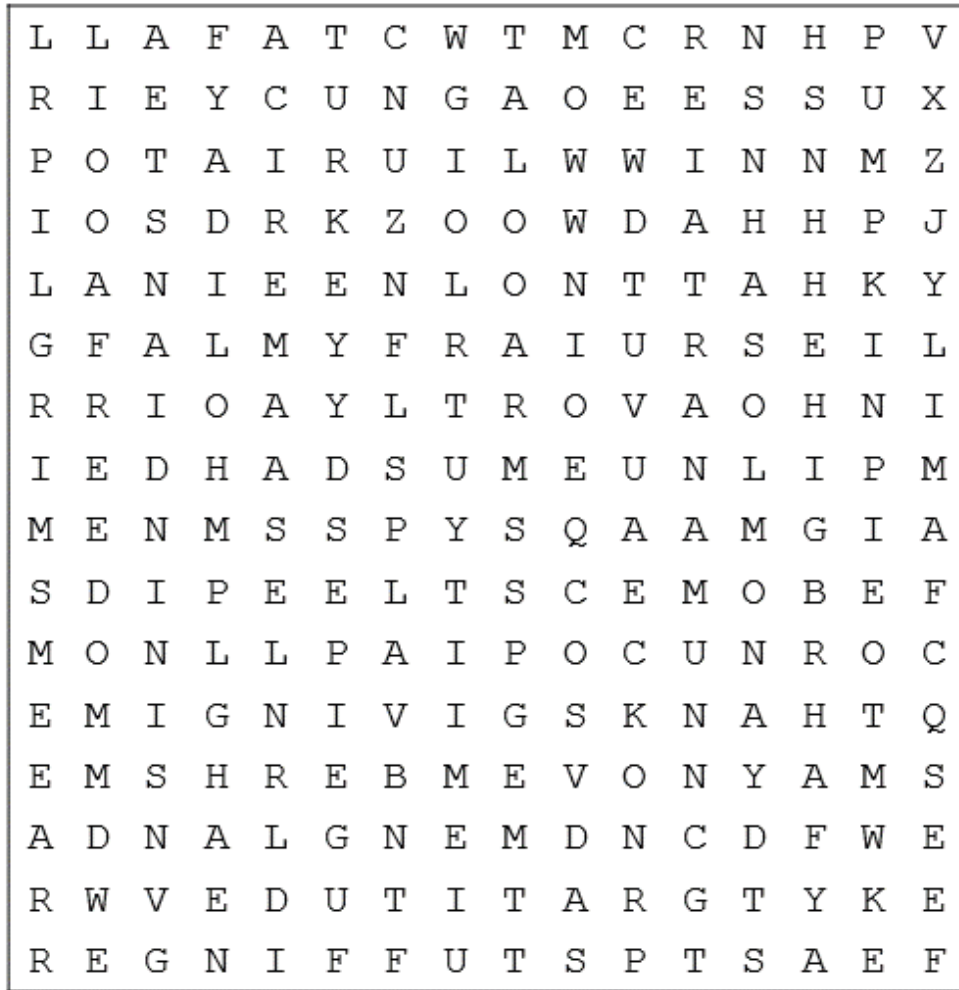 L L A F A T C W T M C R N H P V
R I E Y C U N G A O E E S S U X
P O T A I R U I L W W I N N M Z
I O S D R K Z O O W D A H H P J
L A N I E E N L O N T T A H K Y
G F A L M Y F R A I U R S E I L
R R I O A Y L T R O V A O H N I
I E D H A D S U M E U N L I P M
M E N M S S P Y S Q A A M G I A
S D I P E E L T S C E M O B E F
M O N L L P A I P O C U N R O C
E M I G N I V I G S K N A H T Q
E M S H R E B M E V O N Y A M S
A D N A L G N E M D N C D F W E
R W V E D U T I T A R G T Y K E
R E G N I F F U T S P T S A E F